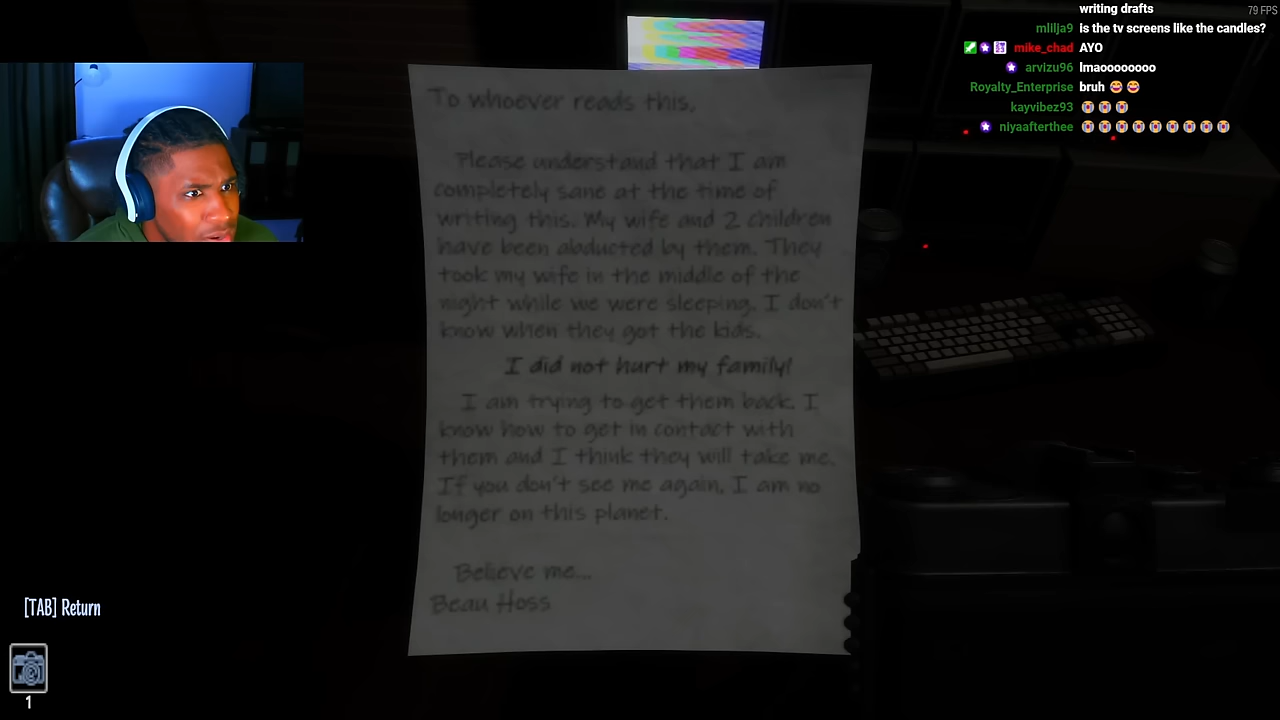 writing drafts
79 FPS
mlllja9 Is the tv screens like the candles?
mike_chad AYO
arvizu96 lmaoooooooo
Royalty_Enterprise bruh
kayvibez93
niyaafterthee
To whoever reads this,
Please understand that I am
completely sane at the time of
writing this. My wife and 2 children
have been abducted by them. They
took my wife in the middle of the
night while we were sleeping. I don't
know when they got the kids.
I did not hurt my family!
I am trying to get them back. I
know how to get in contact with
them and I think they will take me.
If you don't see me again, I am no
longer on this planet.
Believe me...
Beau Hoss
[TAB] Return
1